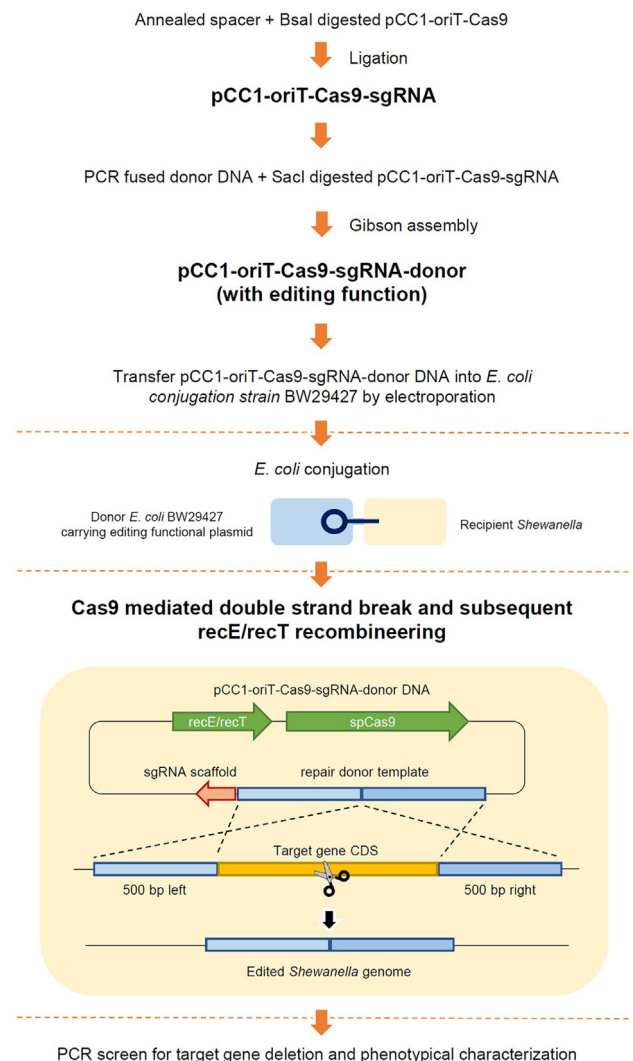 Annealed spacer + BsaI digested pCC1-oriT-Cas9
Ligation
pCC1-oriT-Cas9-sgRNA
PCR fused donor DNA + SacI digested pCC1-oriT-Cas9-sgRNA
Gibson assembly
pCC1-oriT-Cas9-sgRNA-donor
(with editing function)
Transfer pCC1-oriT-Cas9-sgRNA-donor DNA into E. coli
conjugation strain BW29427 by electroporation
E. coli conjugation
Donor E. coli BW29427
carrying editing functional plasmid
Recipient Shewanella
Cas9 mediated double strand break and subsequent
recE/recT recombineering
pCC1-oriT-Cas9-sgRNA-donor DNA
recE/recT
spCas9
sgRNA scaffold
repair donor template
Target gene CDS
500 bp left
500 bp right
Edited Shewanella genome
PCR screen for target gene deletion and phenotypical characterization